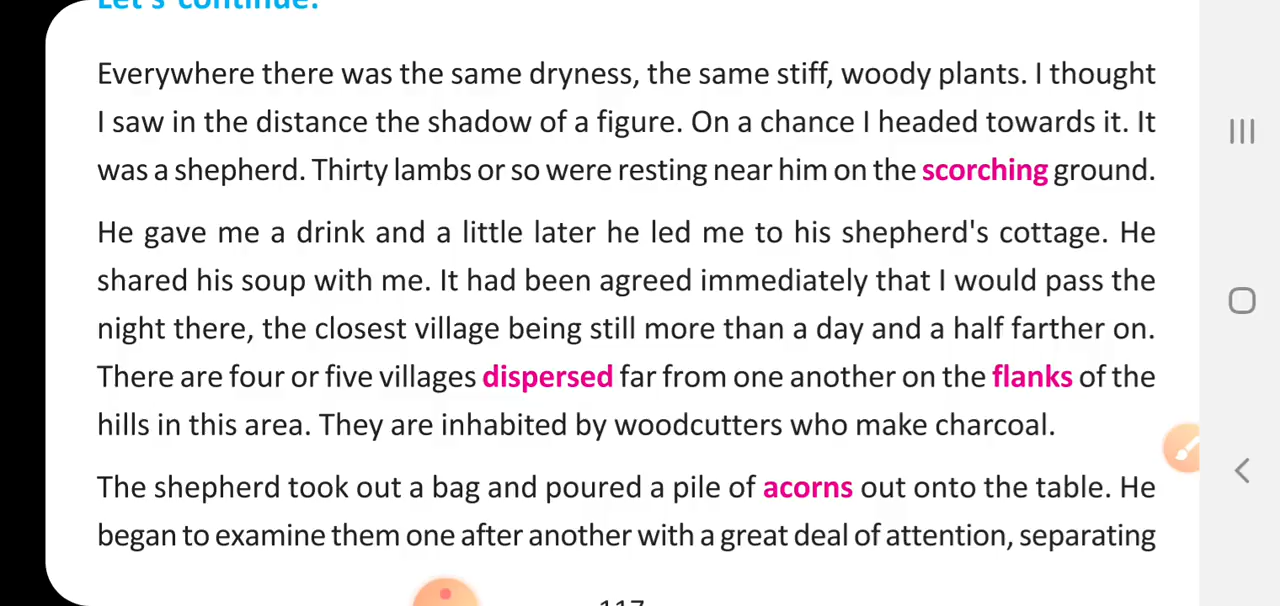 Let's continue.
Everywhere there was the same dryness, the same stiff, woody plants. I thought
I saw in the distance the shadow of a figure. On a chance I headed towards it. It
was a shepherd. Thirty lambs or so were resting near him on the scorching ground.
He gave me a drink and a little later he led me to his shepherd's cottage. He
shared his soup with me. It had been agreed immediately that I would pass the
night there, the closest village being still more than a day and a half farther on.
There are four or five villages dispersed far from one another on the flanks of the
hills in this area. They are inhabited by woodcutters who make charcoal.
The shepherd took out a bag and poured a pile of acorns out onto the table. He
began to examine them one after another with a great deal of attention, separating
117